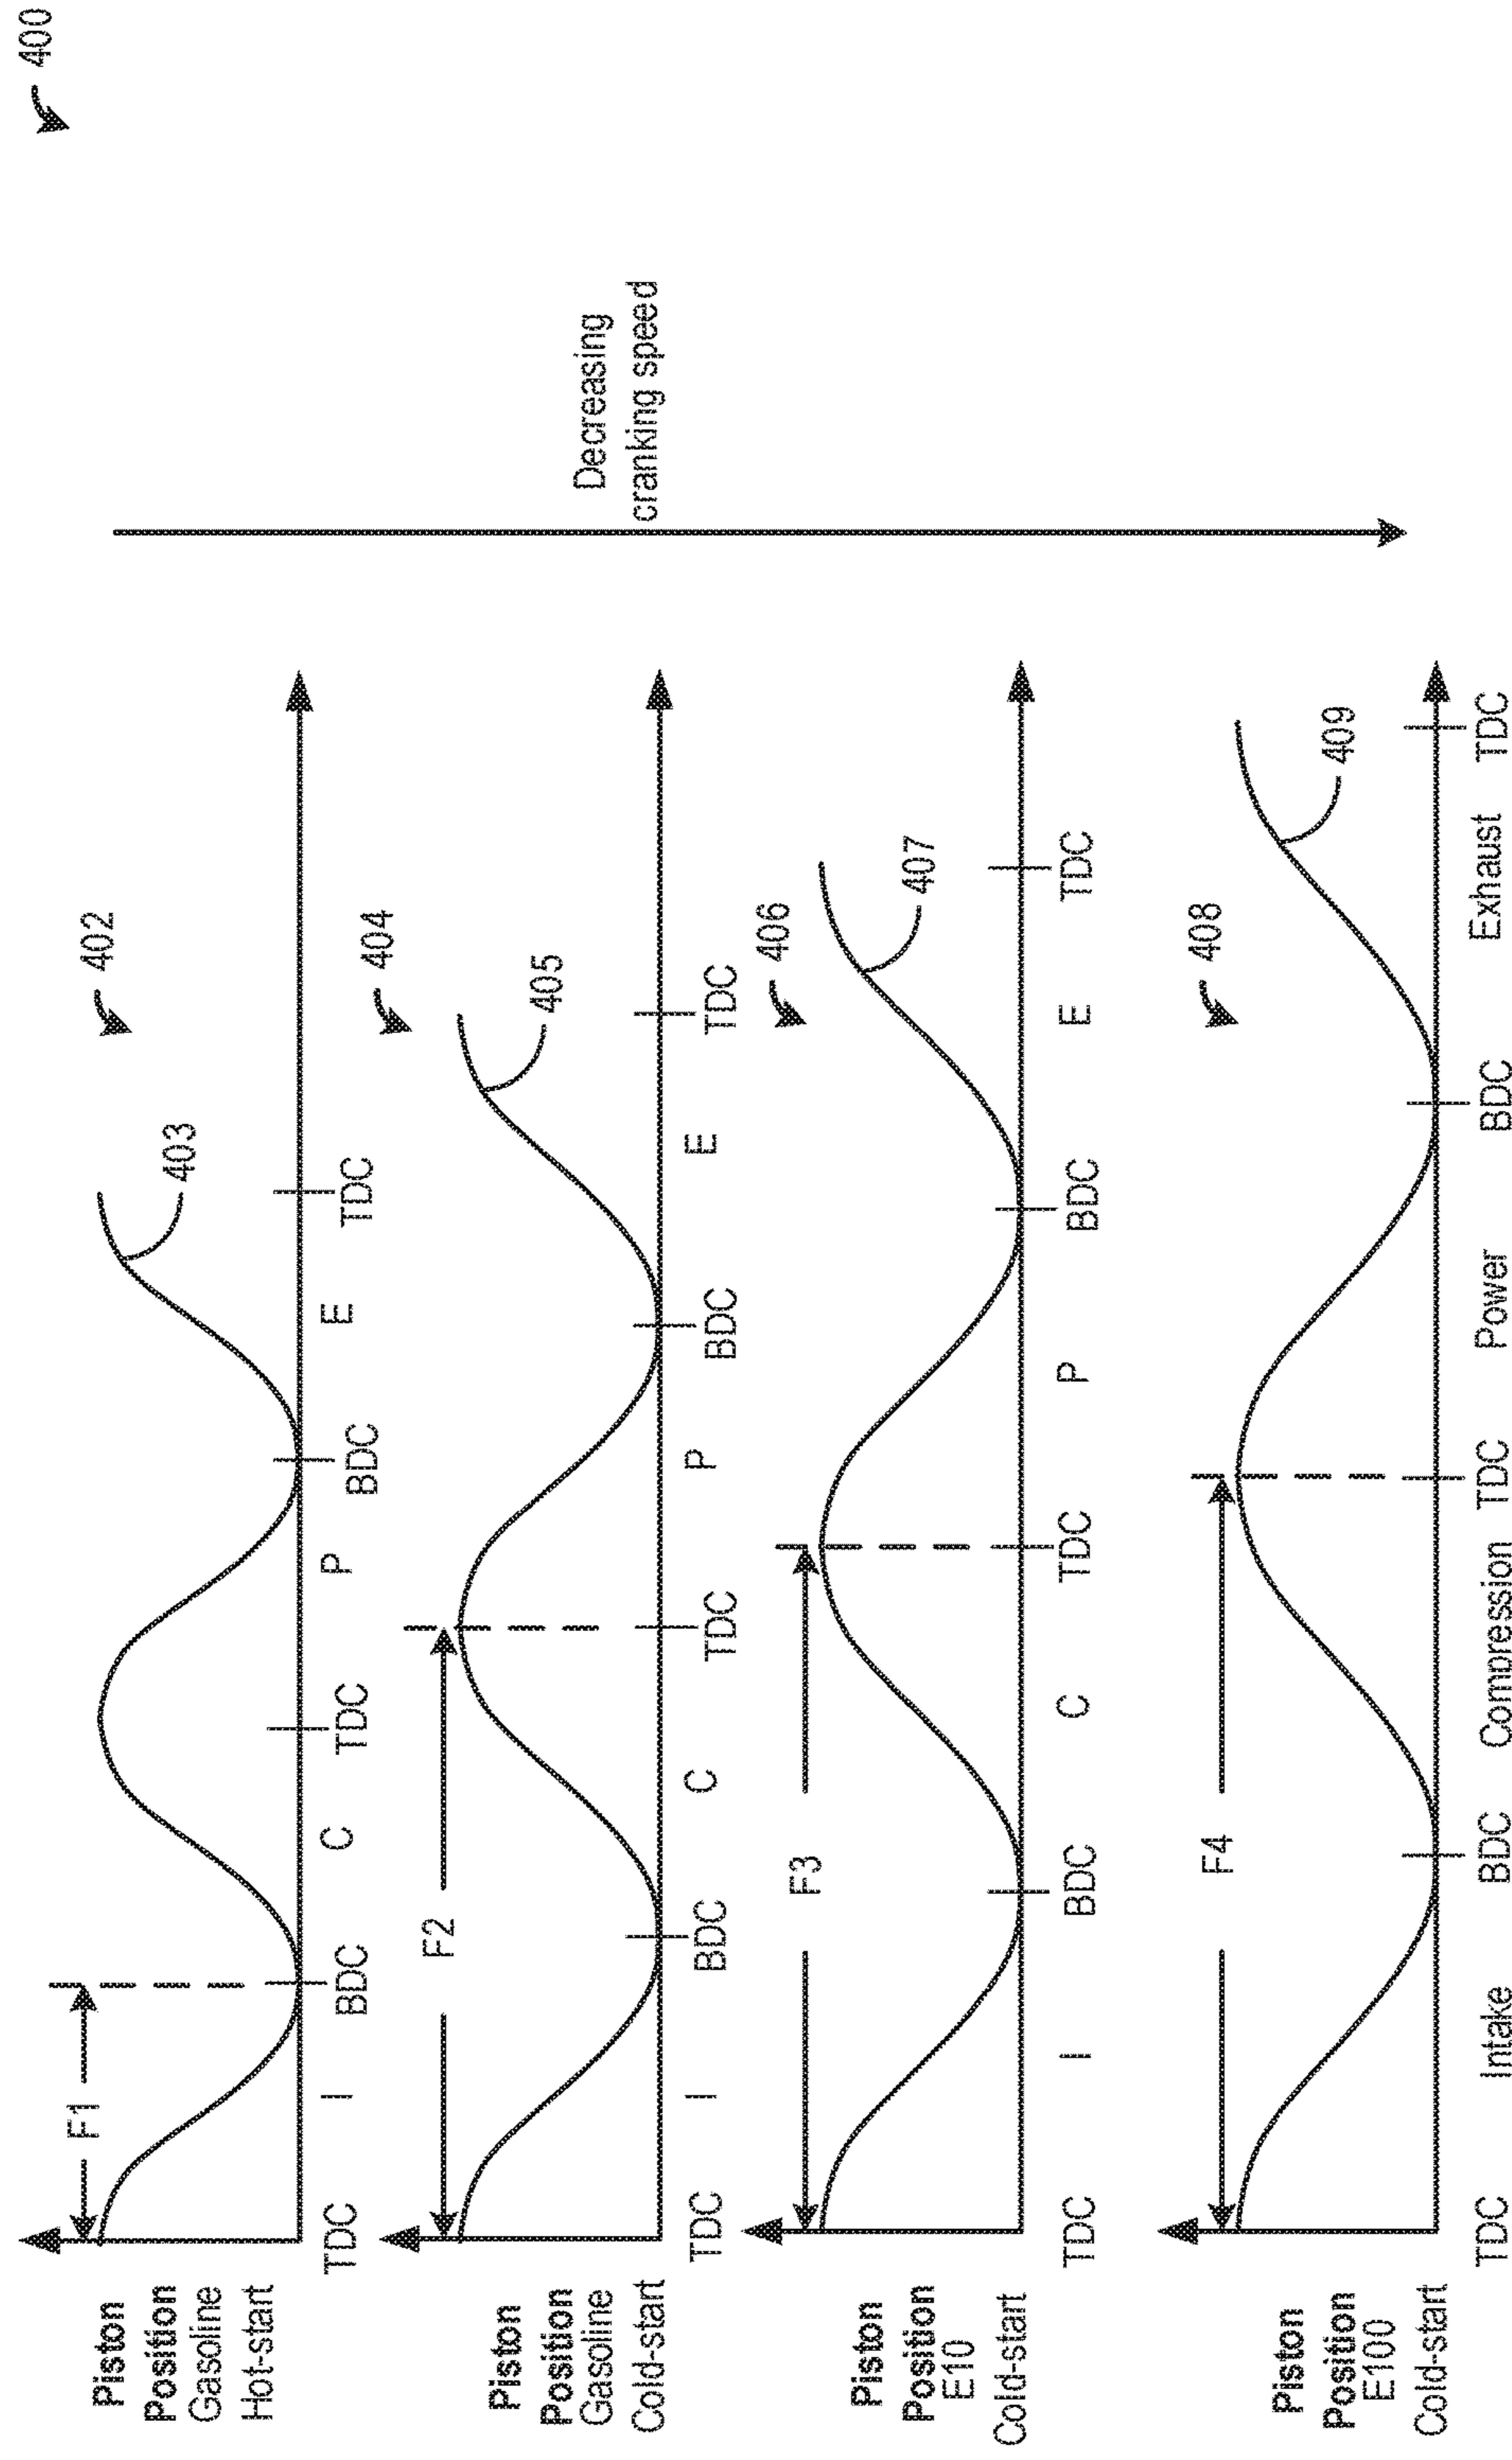 400
Piston
Position
Gasoline
Hot-start
F1
402
403
TDC
I
BDC
C
TDC
P
BDC
E
TDC
Decreasing
cranking speed
Piston
Position
Gasoline
Cold-start
F2
404
405
TDC
I
BDC
C
TDC
P
BDC
E
TDC
Piston
Position
E10
Cold-start
F3
406
407
TDC
I
BDC
C
TDC
P
BDC
E
TDC
Piston
Position
E100
Cold-start
F4
408
409
TDC
Intake
BDC
Compression
TDC
Power
BDC
Exhaust
TDC